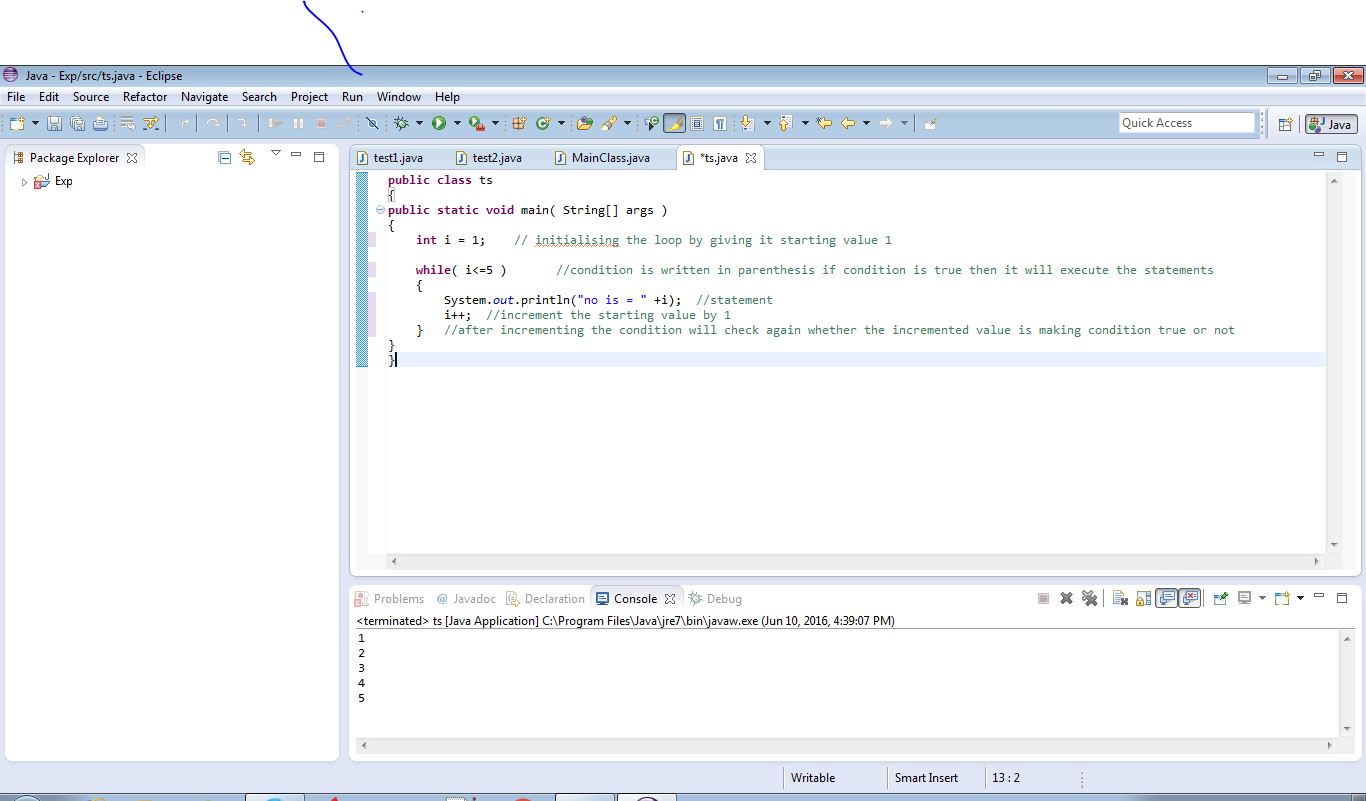 Java - Exp/src/ts.java - Eclipse
File Edit Source Refactor Navigate Search Project Run Window Help
Quick Access
Java
Package Explorer
Exp
test1.java test2.java MainClass.java *ts.java
public class ts
{
public static void main( String[] args )
{
int i = 1; // initialising the loop by giving it starting value 1
while( i<=5 ) //condition is written in parenthesis if condition is true then it will execute the statements
{
System.out.println("no is = " +i); //statement
i++; //increment the starting value by 1
} //after incrementing the condition will check again whether the incremented value is making condition true or not
}
}
Problems @ Javadoc Declaration Console Debug
<terminated> ts [Java Application] C:\Program Files\Java\jre7\bin\javaw.exe (Jun 10, 2016, 4:39:07 PM)
1
2
3
4
5
Writable Smart Insert 13 : 2